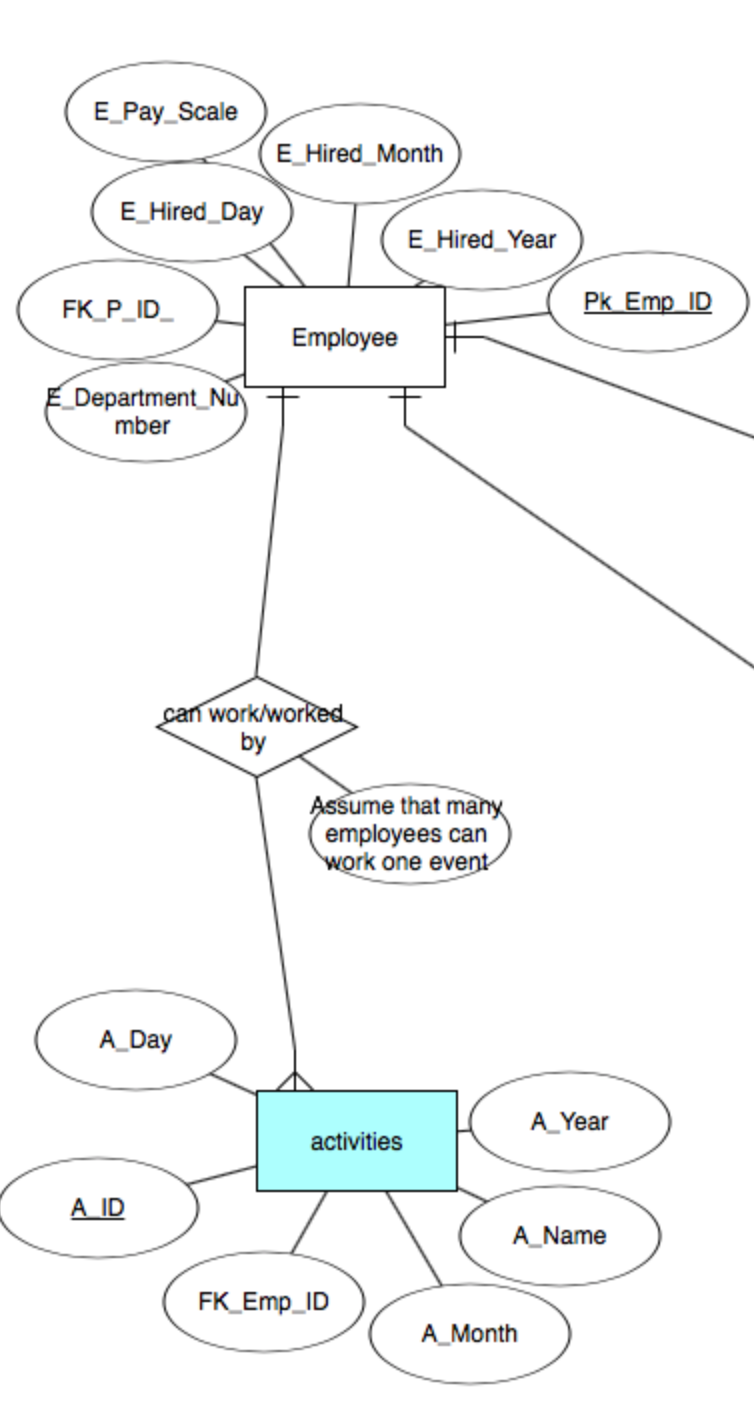 E_Pay_Scale
E_Hired_Month
E_Hired_Day
E_Hired_Year
FK_P_ID_
Pk_Emp_ID
Employee
E_Department_Nu
mber
can work/worked
by
Assume that many
employees can
work one event
A_Day
A_Year
activities
A_ID
A_Name
FK_Emp_ID
A_Month